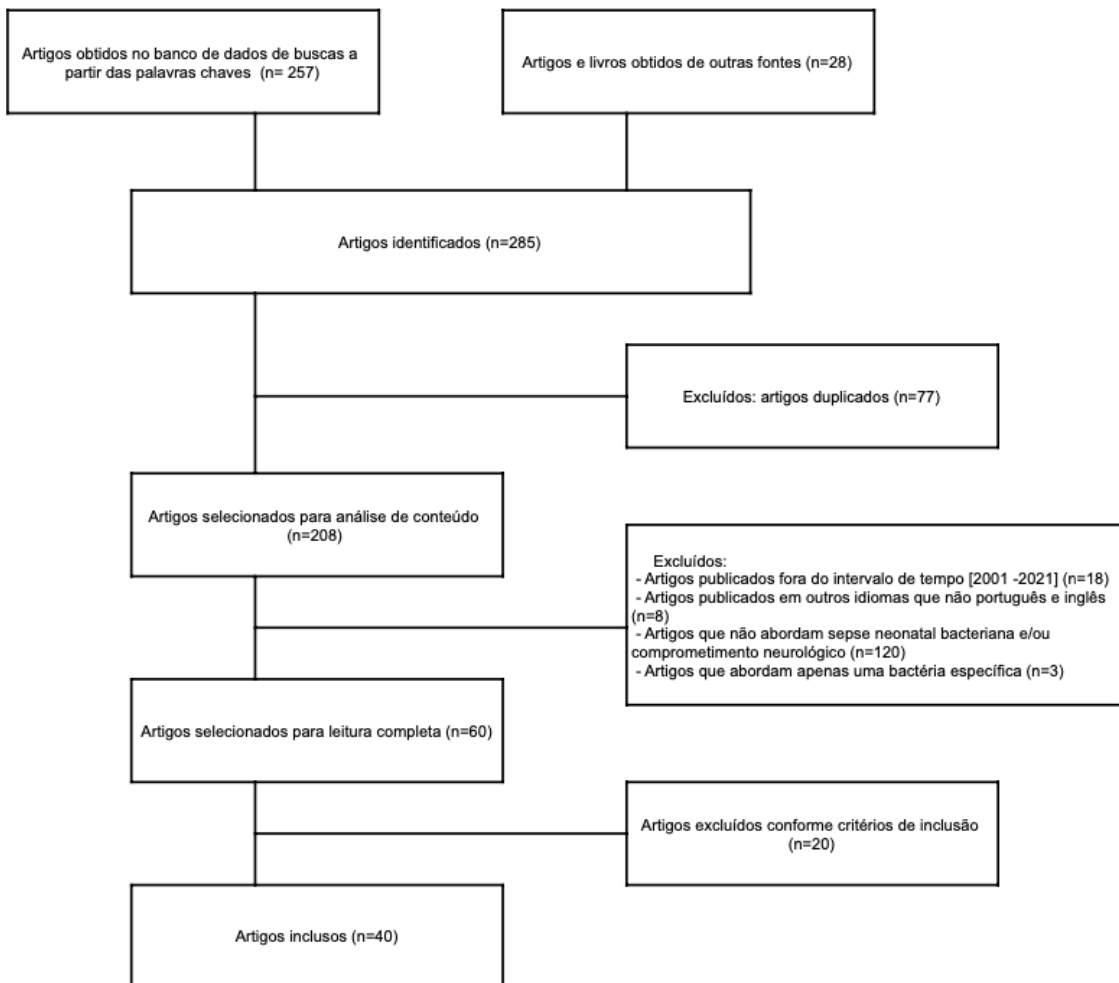 Artigos obtidos no banco de dados de buscas a
partir das palavras chaves (n= 257)
Artigos e livros obtidos de outras fontes (n=28)
Artigos identificados (n=285)
Excluídos: artigos duplicados (n=77)
Artigos selecionados para análise de conteúdo
(n=208)
Excluídos:
- Artigos publicados fora do intervalo de tempo [2001 -2021] (n=18)
- Artigos publicados em outros idiomas que não português e inglês
(n=8)
- Artigos que não abordam sepse neonatal bacteriana e/ou
comprometimento neurológico (n=120)
- Artigos que abordam apenas uma bactéria específica (n=3)
Artigos selecionados para leitura completa (n=60)
Artigos excluídos conforme critérios de inclusão
(n=20)
Artigos inclusos (n=40)